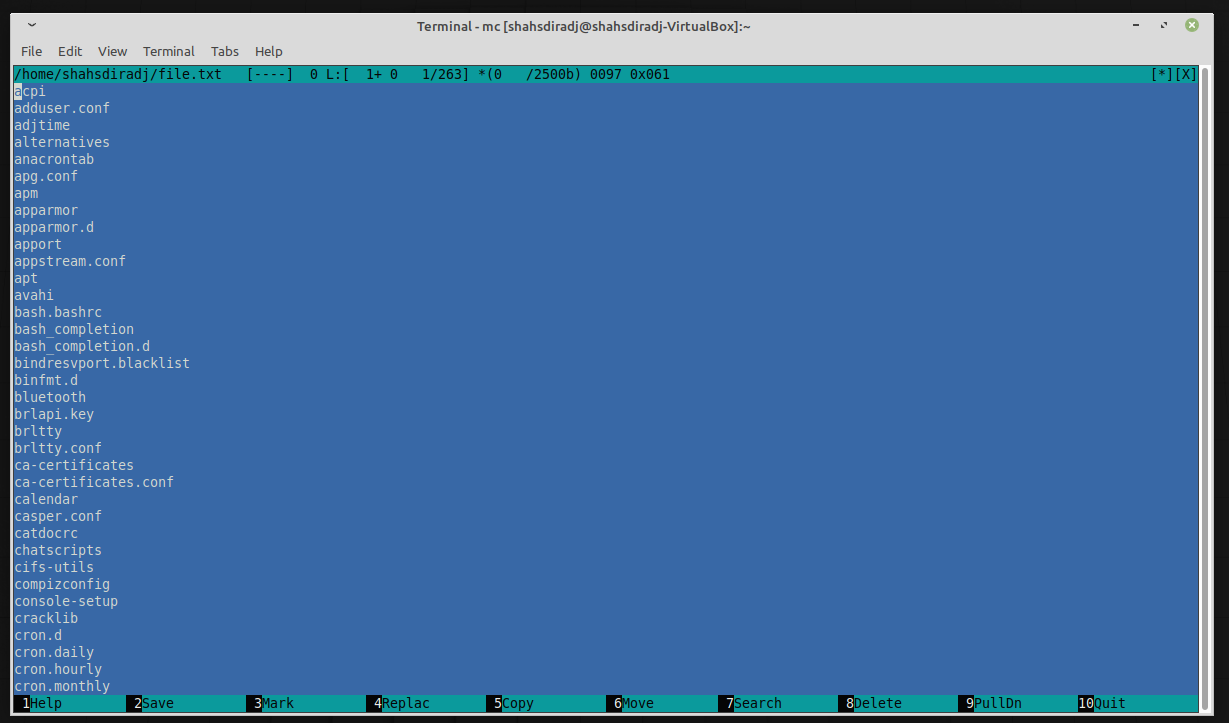 Terminal - mc [shahsdiradj@shahsdiradj-VirtualBox]:~
File Edit View Terminal Tabs Help
/home/shahsdiradj/file.txt   [----]  0 L:[  1+ 0   1/263] *(0   /2500b) 0097 0x061 [*][X]
acpi
adduser.conf
adjtime
alternatives
anacrontab
apg.conf
apm
apparmor
apparmor.d
apport
appstream.conf
apt
avahi
bash.bashrc
bash_completion
bash_completion.d
bindresvport.blacklist
binfmt.d
bluetooth
brlapi.key
brltty
brltty.conf
ca-certificates
ca-certificates.conf
calendar
casper.conf
catdocrc
chatscripts
cifs-utils
compizconfig
console-setup
cracklib
cron.d
cron.daily
cron.hourly
cron.monthly
1Help 2Save 3Mark 4Replac 5Copy 6Move 7Search 8Delete 9PullDn 10Quit